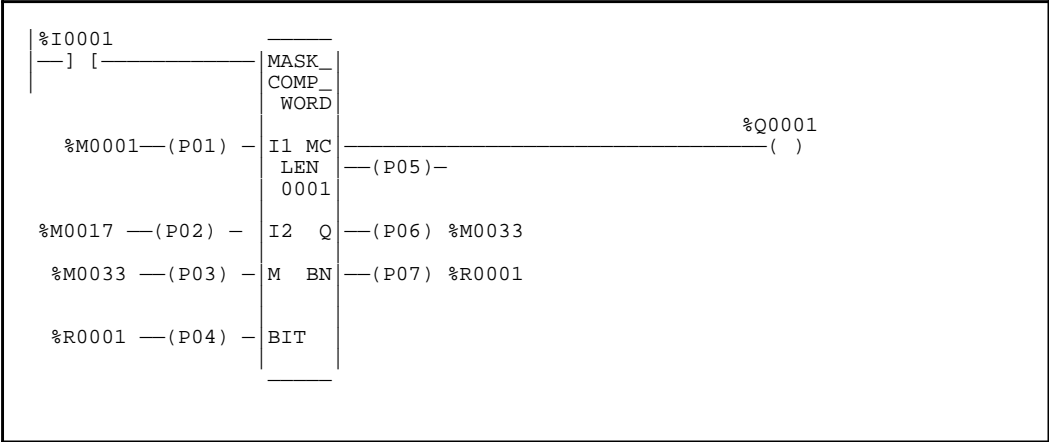 %I0001
] [ MASK_
COMP_
WORD
%Q0001
%M0001 (P01) I1 MC ( )
LEN (P05)
0001
%M0017 (P02) I2 Q (P06) %M0033
%M0033 (P03) M BN (P07) %R0001
%R0001 (P04) BIT